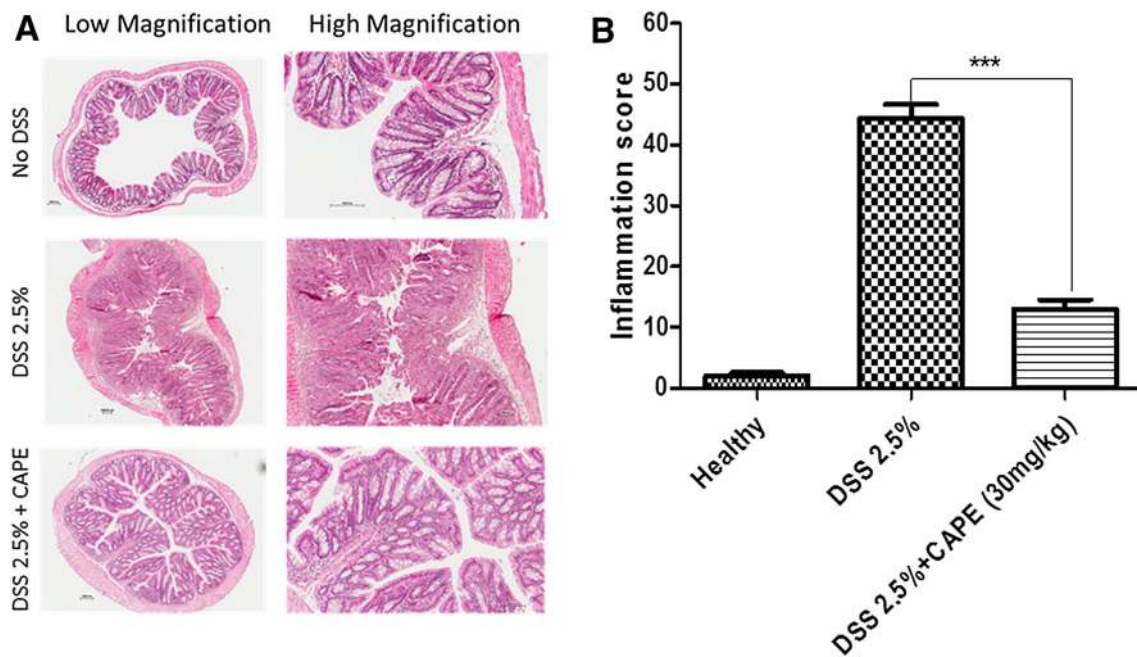 A
Low Magnification
High Magnification
No DSS
DSS 2.5%
DSS 2.5% + CAPE
B
Inflammation score
60
50
40
30
20
10
0
***
Healthy
DSS 2.5%
DSS 2.5%+CAPE (30mg/kg)